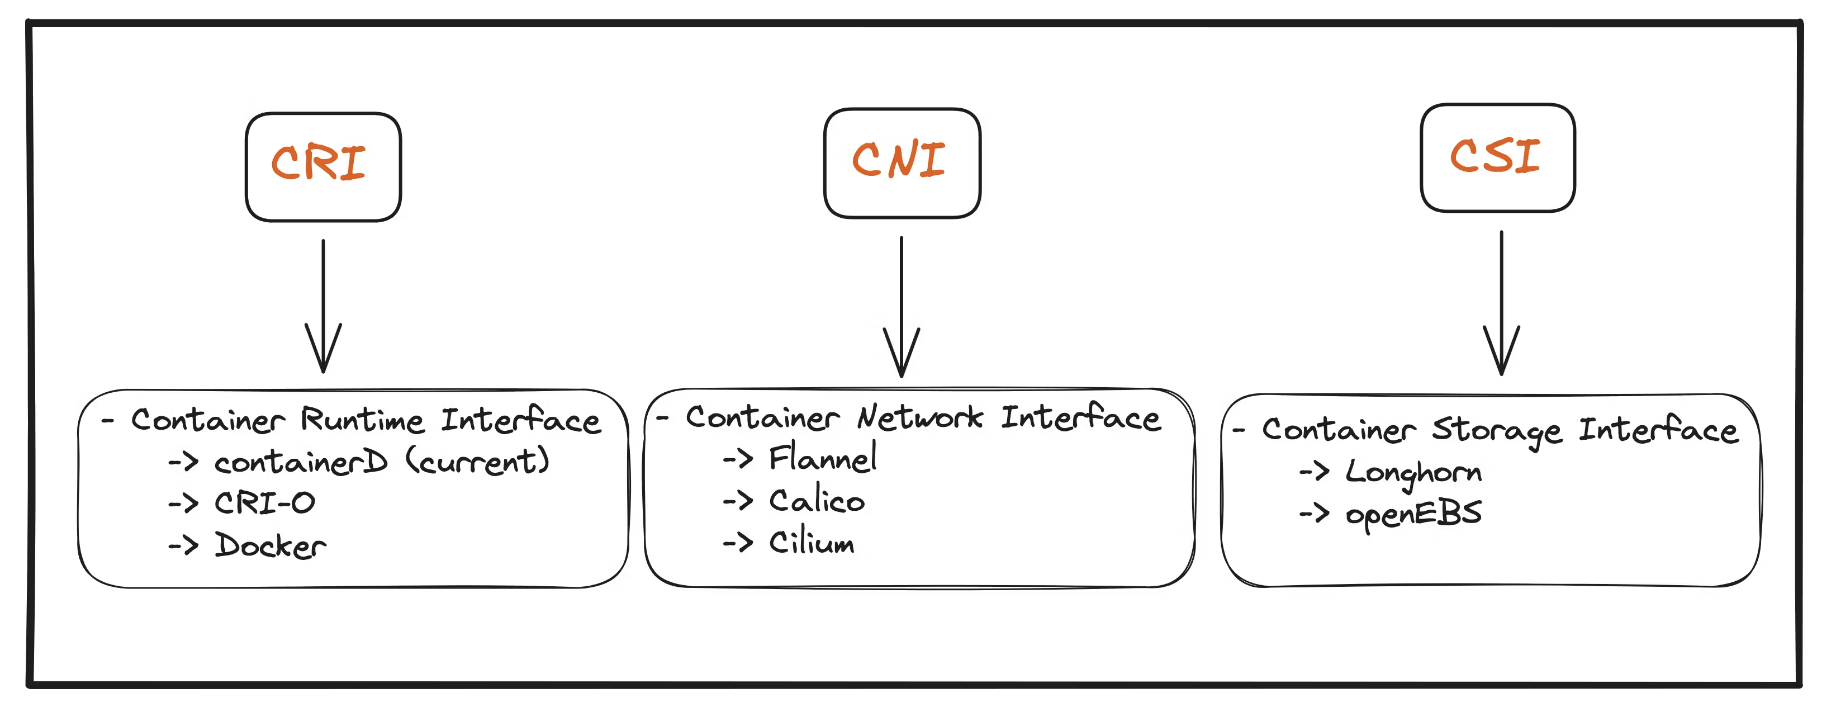 CRI
CNI
CSI
- Container Runtime Interface
-> containerD (current)
-> CRI-O
-> Docker
- Container Network Interface
-> Flannel
-> Calico
-> Cilium
- Container Storage Interface
-> Longhorn
-> openEBS